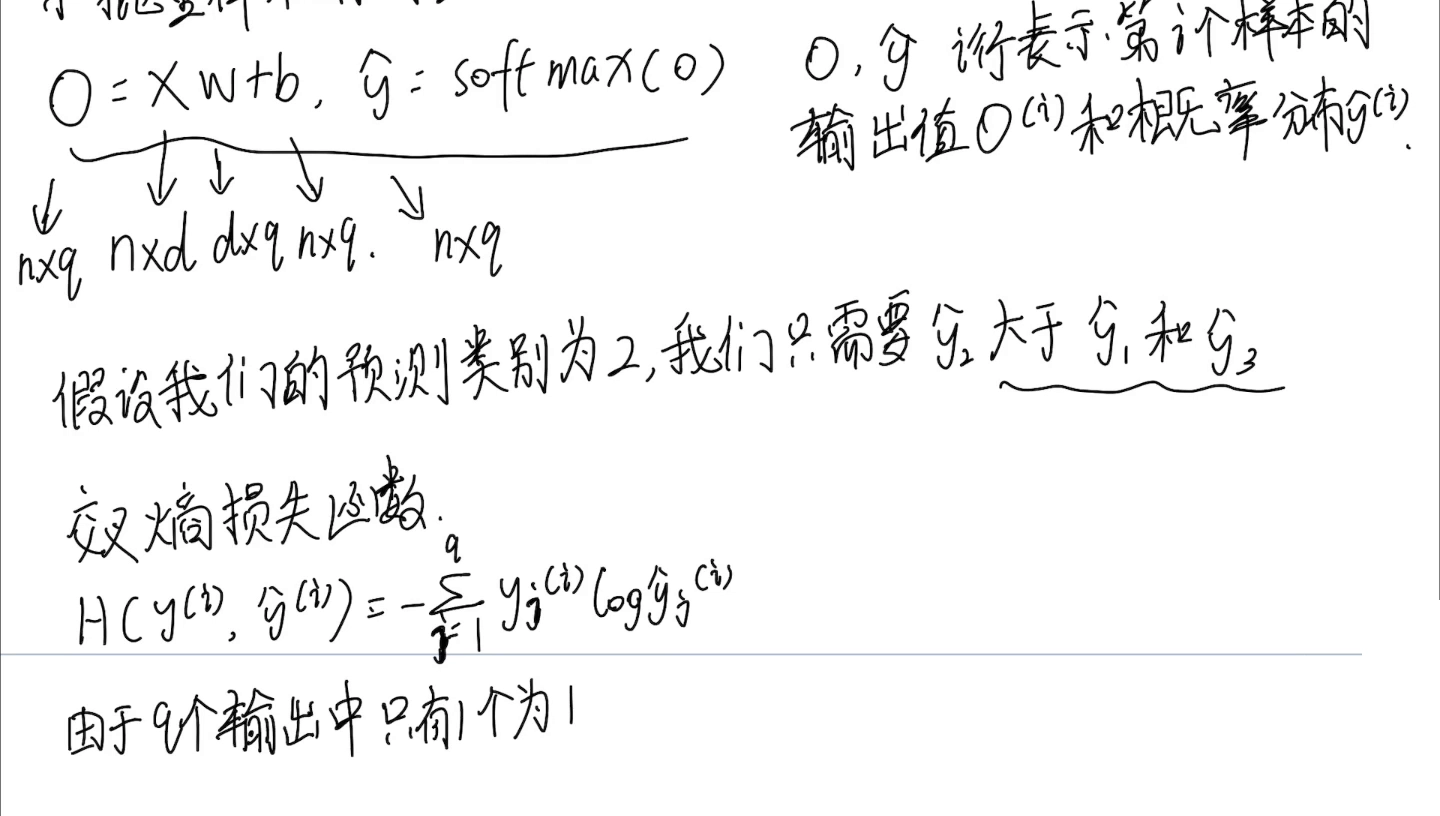 O = XW+b, ŷ = softmax(O)
O, ŷ i行表示第i个样本的
输出值O^(i)和概率分布ŷ^(i).
n×q n×d d×q n×q. n×q
假设我们的预测类别为2,我们只需要ŷ₂大于ŷ₁和ŷ₃
交叉熵损失函数.
H(y^(i), ŷ^(i)) = -∑_{j=1}^{q} y_j^(i) log ŷ_j^(i)
由于q个输出中只有1个为1